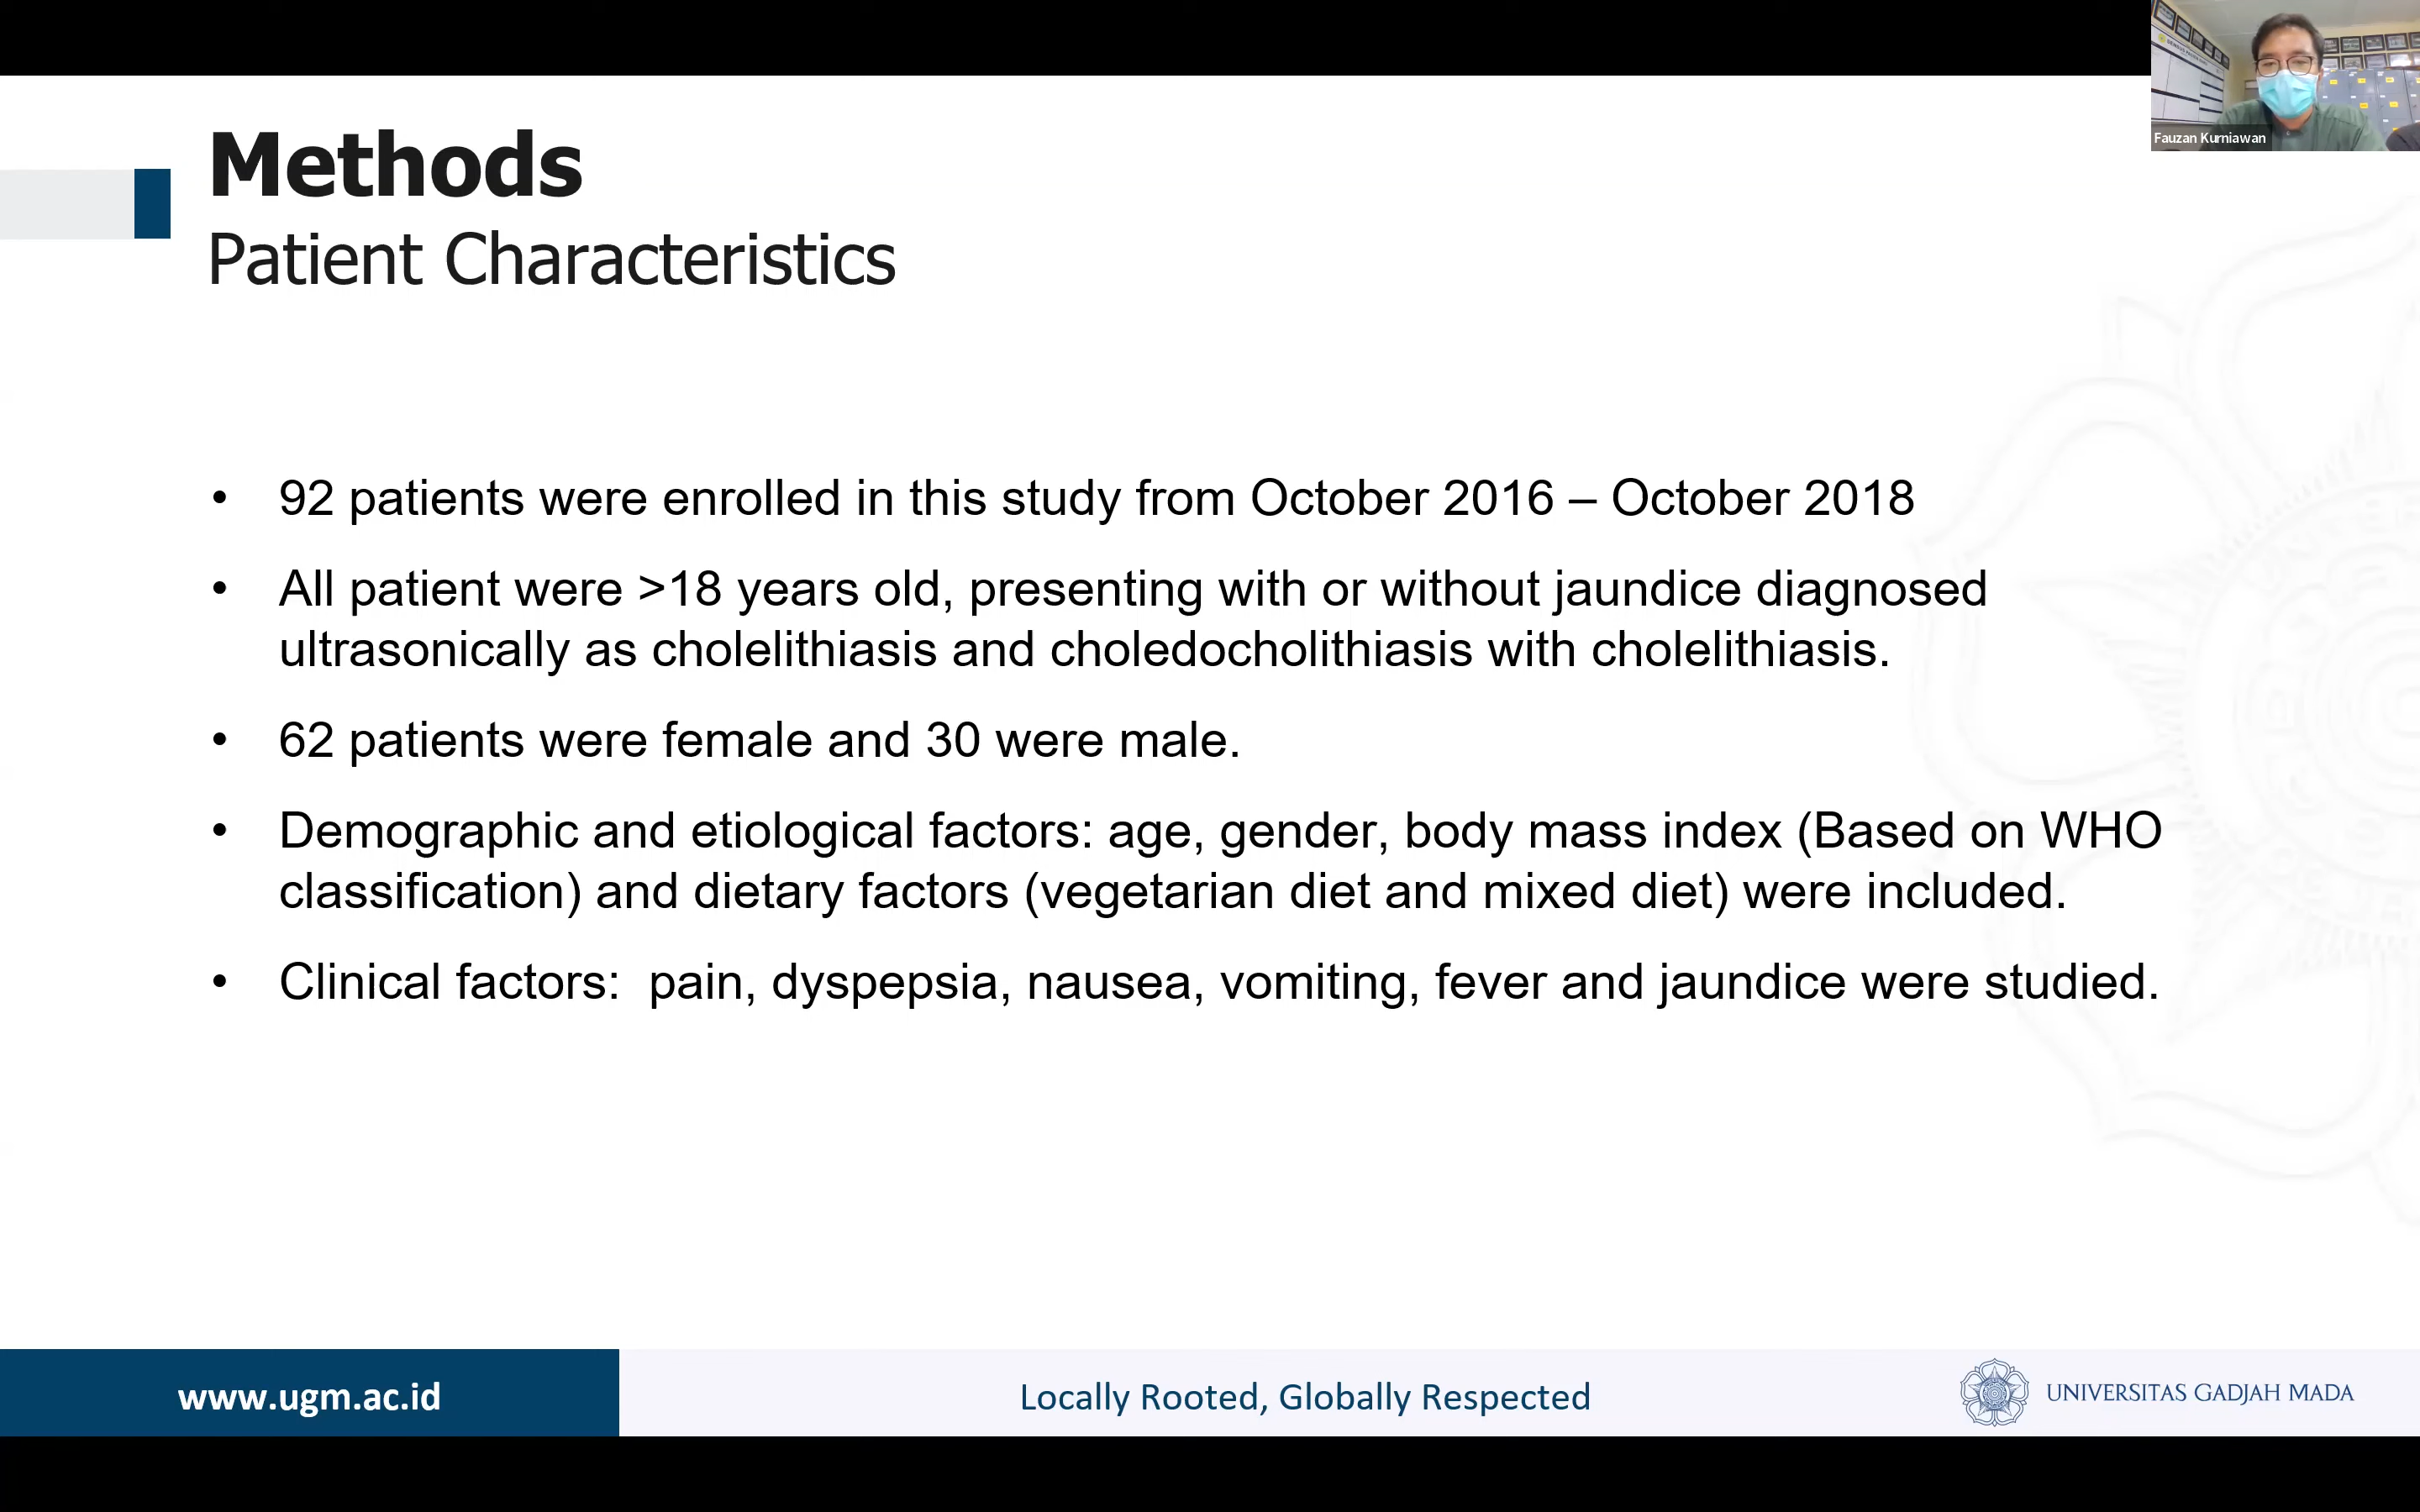 Fauzan Kurniawan
Methods
Patient Characteristics
• 92 patients were enrolled in this study from October 2016 – October 2018
• All patient were >18 years old, presenting with or without jaundice diagnosed
ultrasonically as cholelithiasis and choledocholithiasis with cholelithiasis.
• 62 patients were female and 30 were male.
• Demographic and etiological factors: age, gender, body mass index (Based on WHO
classification) and dietary factors (vegetarian diet and mixed diet) were included.
• Clinical factors:  pain, dyspepsia, nausea, vomiting, fever and jaundice were studied.
www.ugm.ac.id
Locally Rooted, Globally Respected
UNIVERSITAS GADJAH MADA